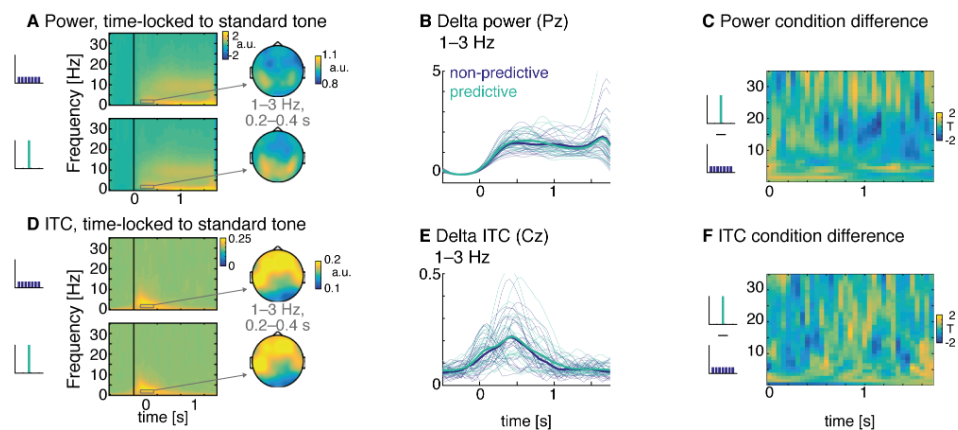 A Power, time-locked to standard tone
Frequency [Hz]
30
20
10
0
2
a.u.
-2
1.1
a.u.
0.8
1–3 Hz,
0.2–0.4 s
30
20
10
0
0
1
B Delta power (Pz)
1–3 Hz
5
non-predictive
predictive
0
0
1
C Power condition difference
30
20
10
2
T
-2
0
1
D ITC, time-locked to standard tone
Frequency [Hz]
30
20
10
0
0.25
0
0.2
a.u.
0.1
1–3 Hz,
0.2–0.4 s
30
20
10
0
0
1
time [s]
E Delta ITC (Cz)
1–3 Hz
0.5
0
0
1
time [s]
F ITC condition difference
30
20
10
2
T
-2
0
1
time [s]